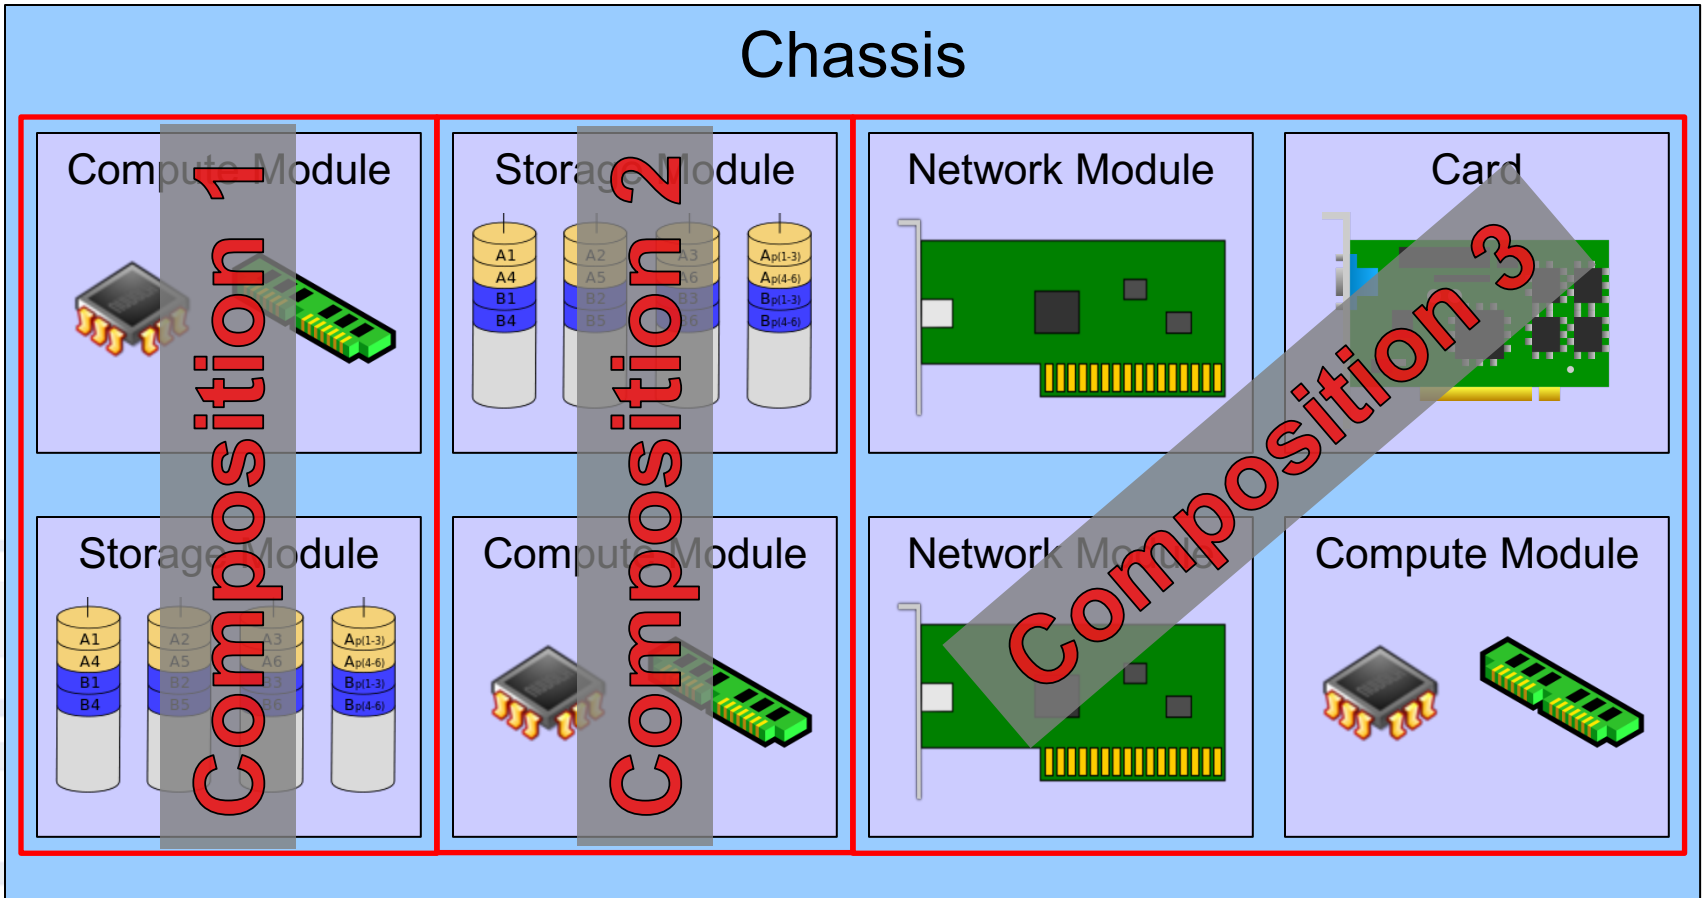 Chassis
Compute Module
Storage Module
Network Module
Card
A1 A2 A3 Ap(1-3)
A4 A5 A6 Ap(4-6)
B1 B2 B3 Bp(1-3)
B4 B5 B6 Bp(4-6)
Composition 1
Composition 2
Composition 3
Storage Module
Compute Module
Network Module
Compute Module
A1 A2 A3 Ap(1-3)
A4 A5 A6 Ap(4-6)
B1 B2 B3 Bp(1-3)
B4 B5 B6 Bp(4-6)